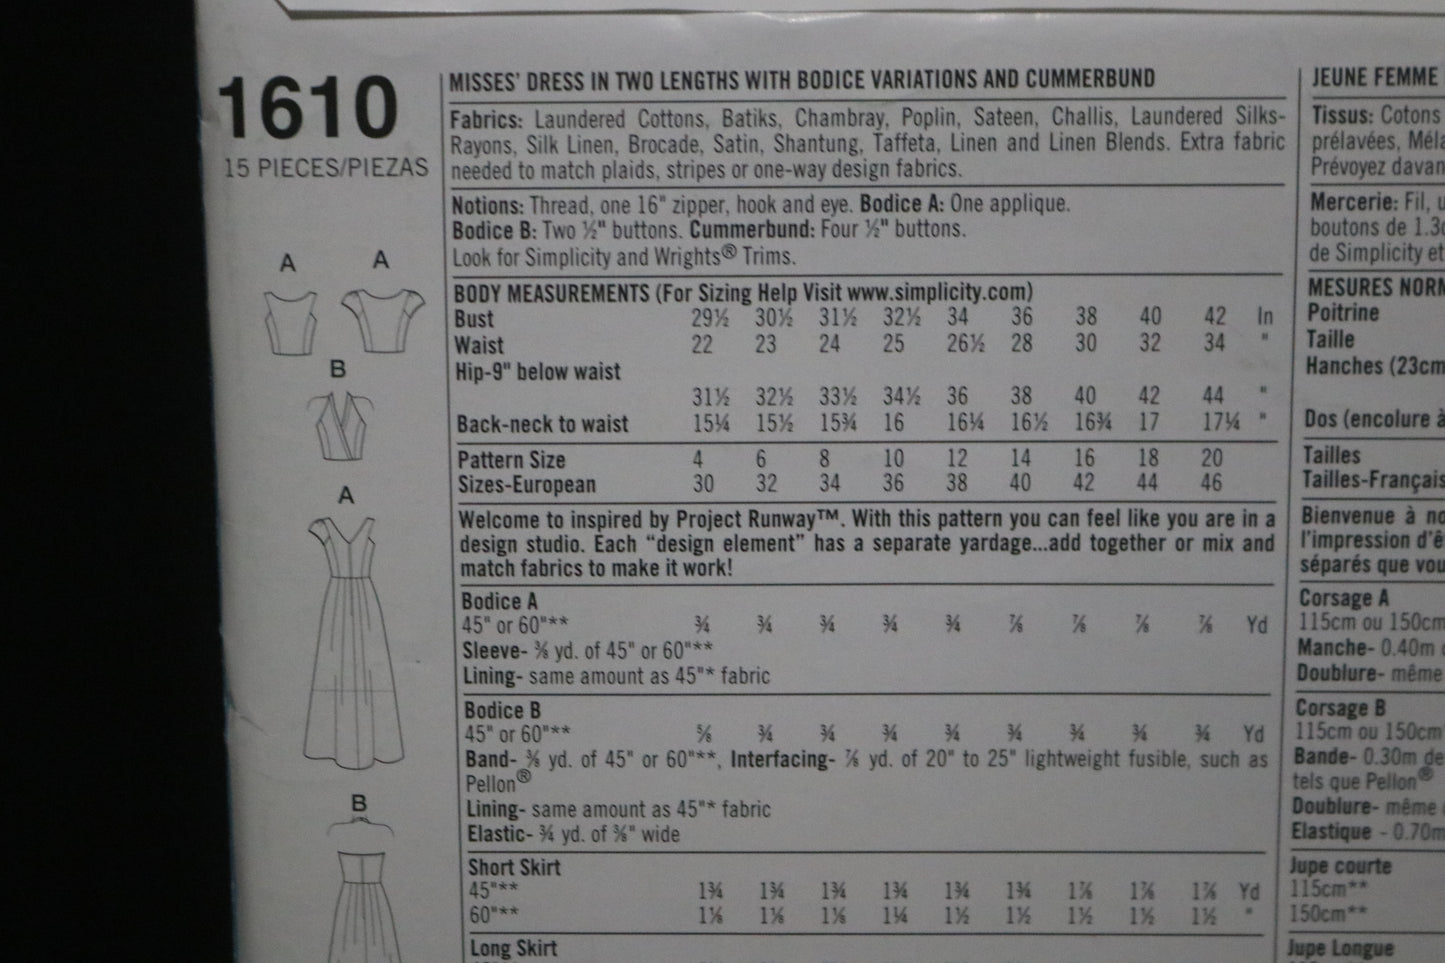 1610
15 PIECES/PIEZAS
A
A
B
A
B
MISSES' DRESS IN TWO LENGTHS WITH BODICE VARIATIONS AND CUMMERBUND
Fabrics: Laundered Cottons, Batiks, Chambray, Poplin, Sateen, Challis, Laundered Silks-
Rayons, Silk Linen, Brocade, Satin, Shantung, Taffeta, Linen and Linen Blends. Extra fabric
needed to match plaids, stripes or one-way design fabrics.
Notions: Thread, one 16" zipper, hook and eye. Bodice A: One applique.
Bodice B: Two ½" buttons. Cummerbund: Four ½" buttons.
Look for Simplicity and Wrights® Trims.
BODY MEASUREMENTS (For Sizing Help Visit www.simplicity.com)
Bust 29½ 30½ 31½ 32½ 34 36 38 40 42 In
Waist 22 23 24 25 26½ 28 30 32 34 "
Hip-9" below waist
31½ 32½ 33½ 34½ 36 38 40 42 44 "
Back-neck to waist 15¼ 15½ 15¾ 16 16¼ 16½ 16¾ 17 17¼ "
Pattern Size 4 6 8 10 12 14 16 18 20
Sizes-European 30 32 34 36 38 40 42 44 46
Welcome to inspired by Project Runway™. With this pattern you can feel like you are in a
design studio. Each “design element” has a separate yardage...add together or mix and
match fabrics to make it work!
Bodice A
45" or 60"** ¾ ¾ ¾ ¾ ¾ ⅞ ⅞ ⅞ ⅞ Yd
Sleeve- yd. of 45" or 60"**
Lining- same amount as 45"* fabric
Bodice B
45" or 60"** ⅝ ¾ ¾ ¾ ¾ ¾ ¾ ¾ ¾ Yd
Band- yd. of 45" or 60"**, Interfacing- ⅞ yd. of 20" to 25" lightweight fusible, such as
Pellon®
Lining- same amount as 45"* fabric
Elastic- ¾ yd. of wide
Short Skirt
45"** 1¾ 1¾ 1¾ 1¾ 1¾ 1¾ 1⅞ 1⅞ 1⅞ Yd
60"** 1¼ 1½ 1½ 1½ 1½ 1½ "
Long Skirt
JEUNE FEMME
Tissus: Cotons
prélavées, Méla
Prévoyez davan
Mercerie: Fil, u
boutons de 1.3c
de Simplicity et
MESURES NORM
Poitrine
Taille
Hanches (23cm
Dos (encolure à
Tailles
Tailles-Français
Bienvenue à no
l'impression d'ê
séparés que vou
Corsage A
115cm ou 150cm
Manche- 0.40m
Doublure- même
Corsage B
115cm ou 150cm
Bande- 0.30m de
tels que Pellon®
Doublure- même
Elastique - 0.70m
Jupe courte
115cm**
150cm**
Jupe Longue